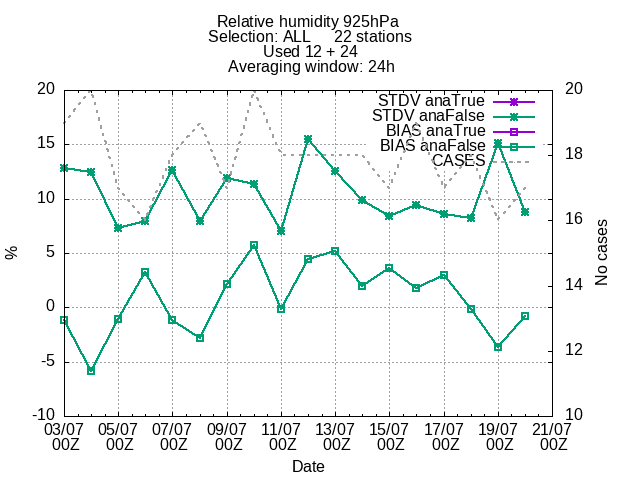 Relative humidity 925hPa
Selection: ALL 22 stations
Used 12 + 24
Averaging window: 24h
STDV anaTrue
STDV anaFalse
BIAS anaTrue
BIAS anaFalse
CASES
20
15
10
5
0
-5
-10
%
20
18
16
14
12
10
No cases
03/07 05/07 07/07 09/07 11/07 13/07 15/07 17/07 19/07 21/07
00Z 00Z 00Z 00Z 00Z 00Z 00Z 00Z 00Z 00Z
Date